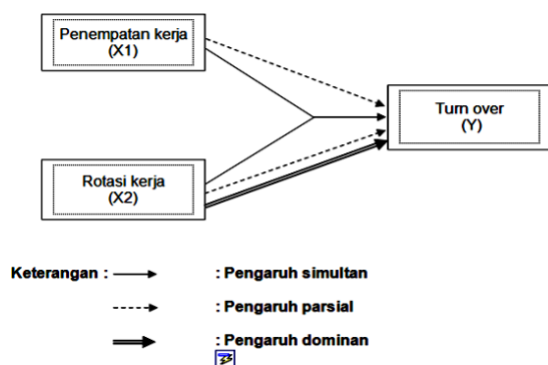 Penempatan kerja
(X1)
Turn over
(Y)
Rotasi kerja
(X2)
Keterangan :
: Pengaruh simultan
: Pengaruh parsial
: Pengaruh dominan